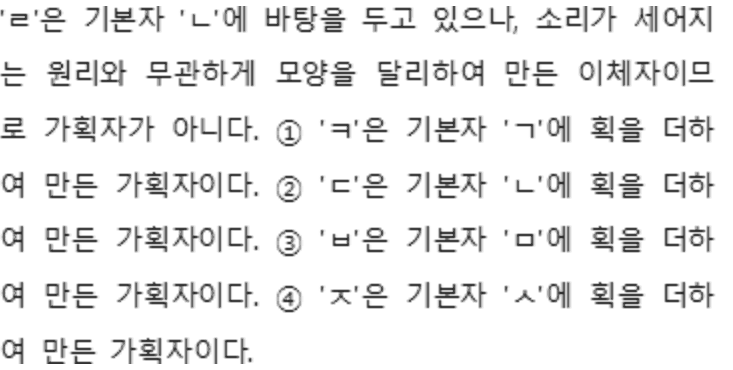 'ㄹ'은 기본자 'ㄴ'에 바탕을 두고 있으나, 소리가 세어지
는 원리와 무관하게 모양을 달리하여 만든 이체자이므
로 가획자가 아니다. ① 'ㅋ'은 기본자 'ㄱ'에 획을 더하
여 만든 가획자이다. ② 'ㄷ'은 기본자 'ㄴ'에 획을 더하
여 만든 가획자이다. ③ 'ㅂ'은 기본자 'ㅁ'에 획을 더하
여 만든 가획자이다. ④ 'ㅈ'은 기본자 'ㅅ'에 획을 더하
여 만든 가획자이다.